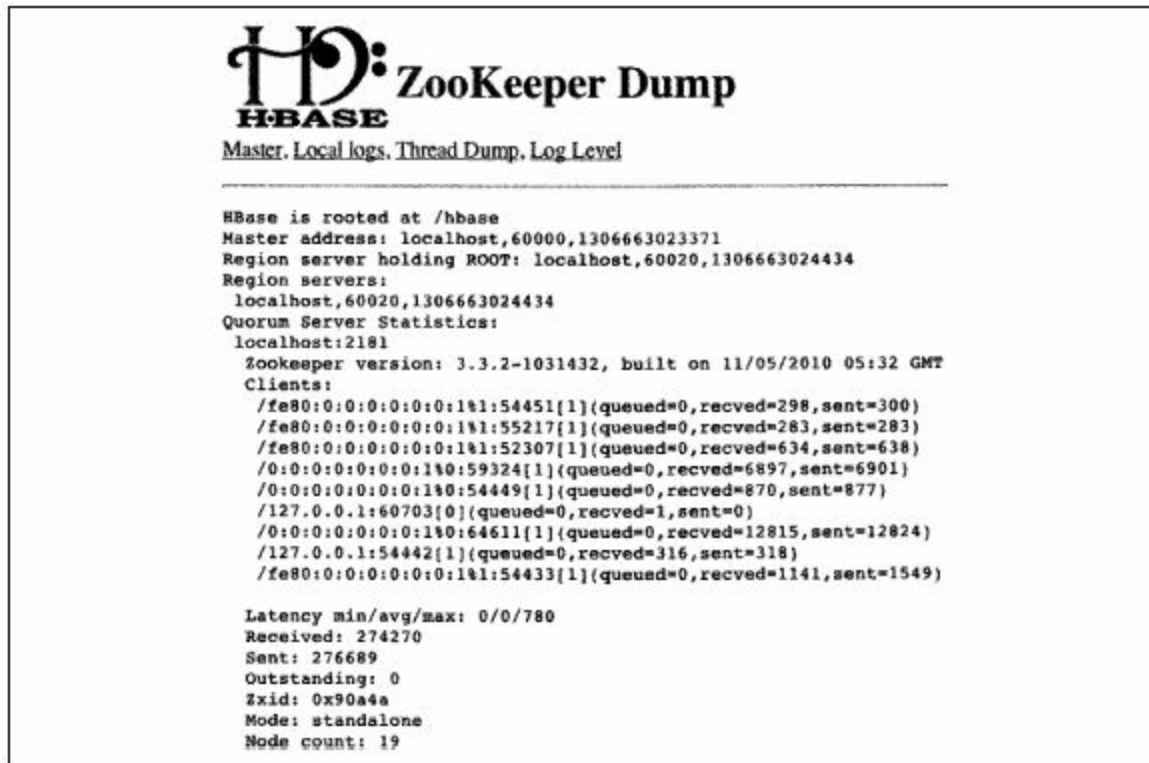 H·BASE
ZooKeeper Dump
Master, Local logs, Thread Dump, Log Level
HBase is rooted at /hbase
Master address: localhost,60000,1306663023371
Region server holding ROOT: localhost,60020,1306663024434
Region servers:
localhost,60020,1306663024434
Quorum Server Statistics:
localhost:2181
Zookeeper version: 3.3.2-1031432, built on 11/05/2010 05:32 GMT
Clients:
/fe80:0:0:0:0:0:0:1%1:54451[1](queued=0,recved=298,sent=300)
/fe80:0:0:0:0:0:0:1%1:55217[1](queued=0,recved=283,sent=283)
/fe80:0:0:0:0:0:0:1%1:52307[1](queued=0,recved=634,sent=638)
/0:0:0:0:0:0:0:1%0:59324[1](queued=0,recved=6897,sent=6901)
/0:0:0:0:0:0:0:1%0:54449[1](queued=0,recved=870,sent=877)
/127.0.0.1:60703[0](queued=0,recved=1,sent=0)
/0:0:0:0:0:0:0:1%0:64611[1](queued=0,recved=12815,sent=12824)
/127.0.0.1:54442[1](queued=0,recved=316,sent=318)
/fe80:0:0:0:0:0:0:1%1:54433[1](queued=0,recved=1141,sent=1549)
Latency min/avg/max: 0/0/780
Received: 274270
Sent: 276689
Outstanding: 0
Zxid: 0x90a4a
Mode: standalone
Node count: 19